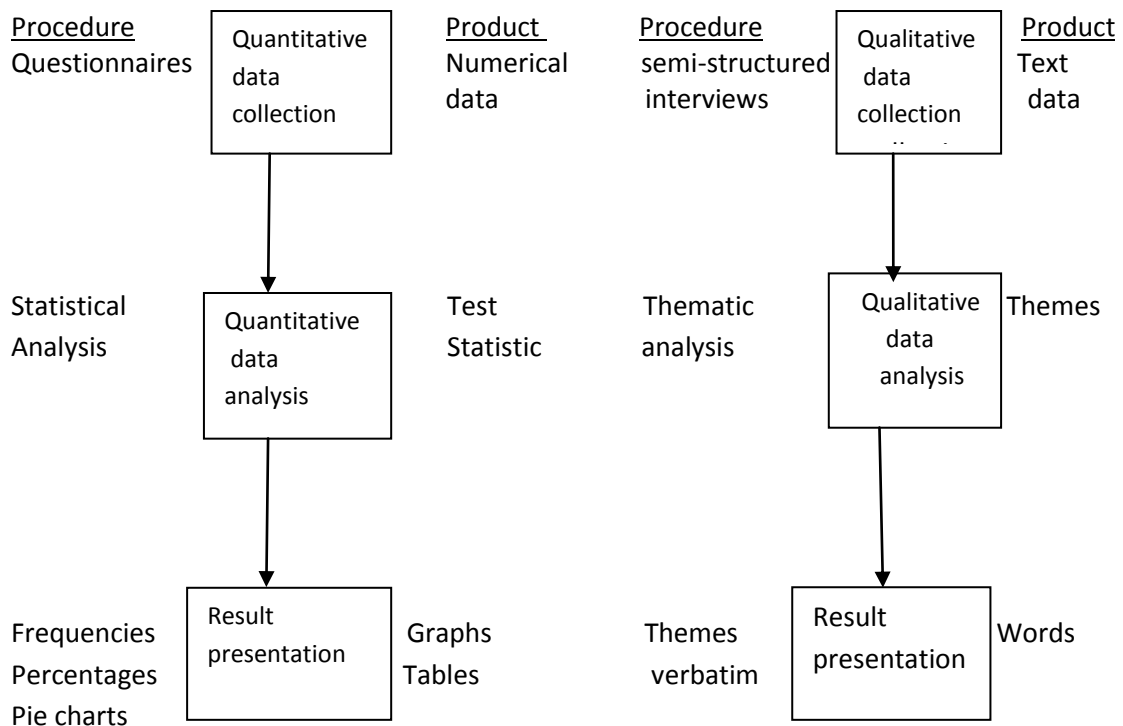 Procedure
Questionnaires
Quantitative
data
collection
Product
Numerical
data
Procedure
semi-structured
interviews
Qualitative
data
collection
Product
Text
data
Statistical
Analysis
Quantitative
data
analysis
Test
Statistic
Thematic
analysis
Qualitative
data
analysis
Themes
Frequencies
Percentages
Pie charts
Result
presentation
Graphs
Tables
Themes
verbatim
Result
presentation
Words